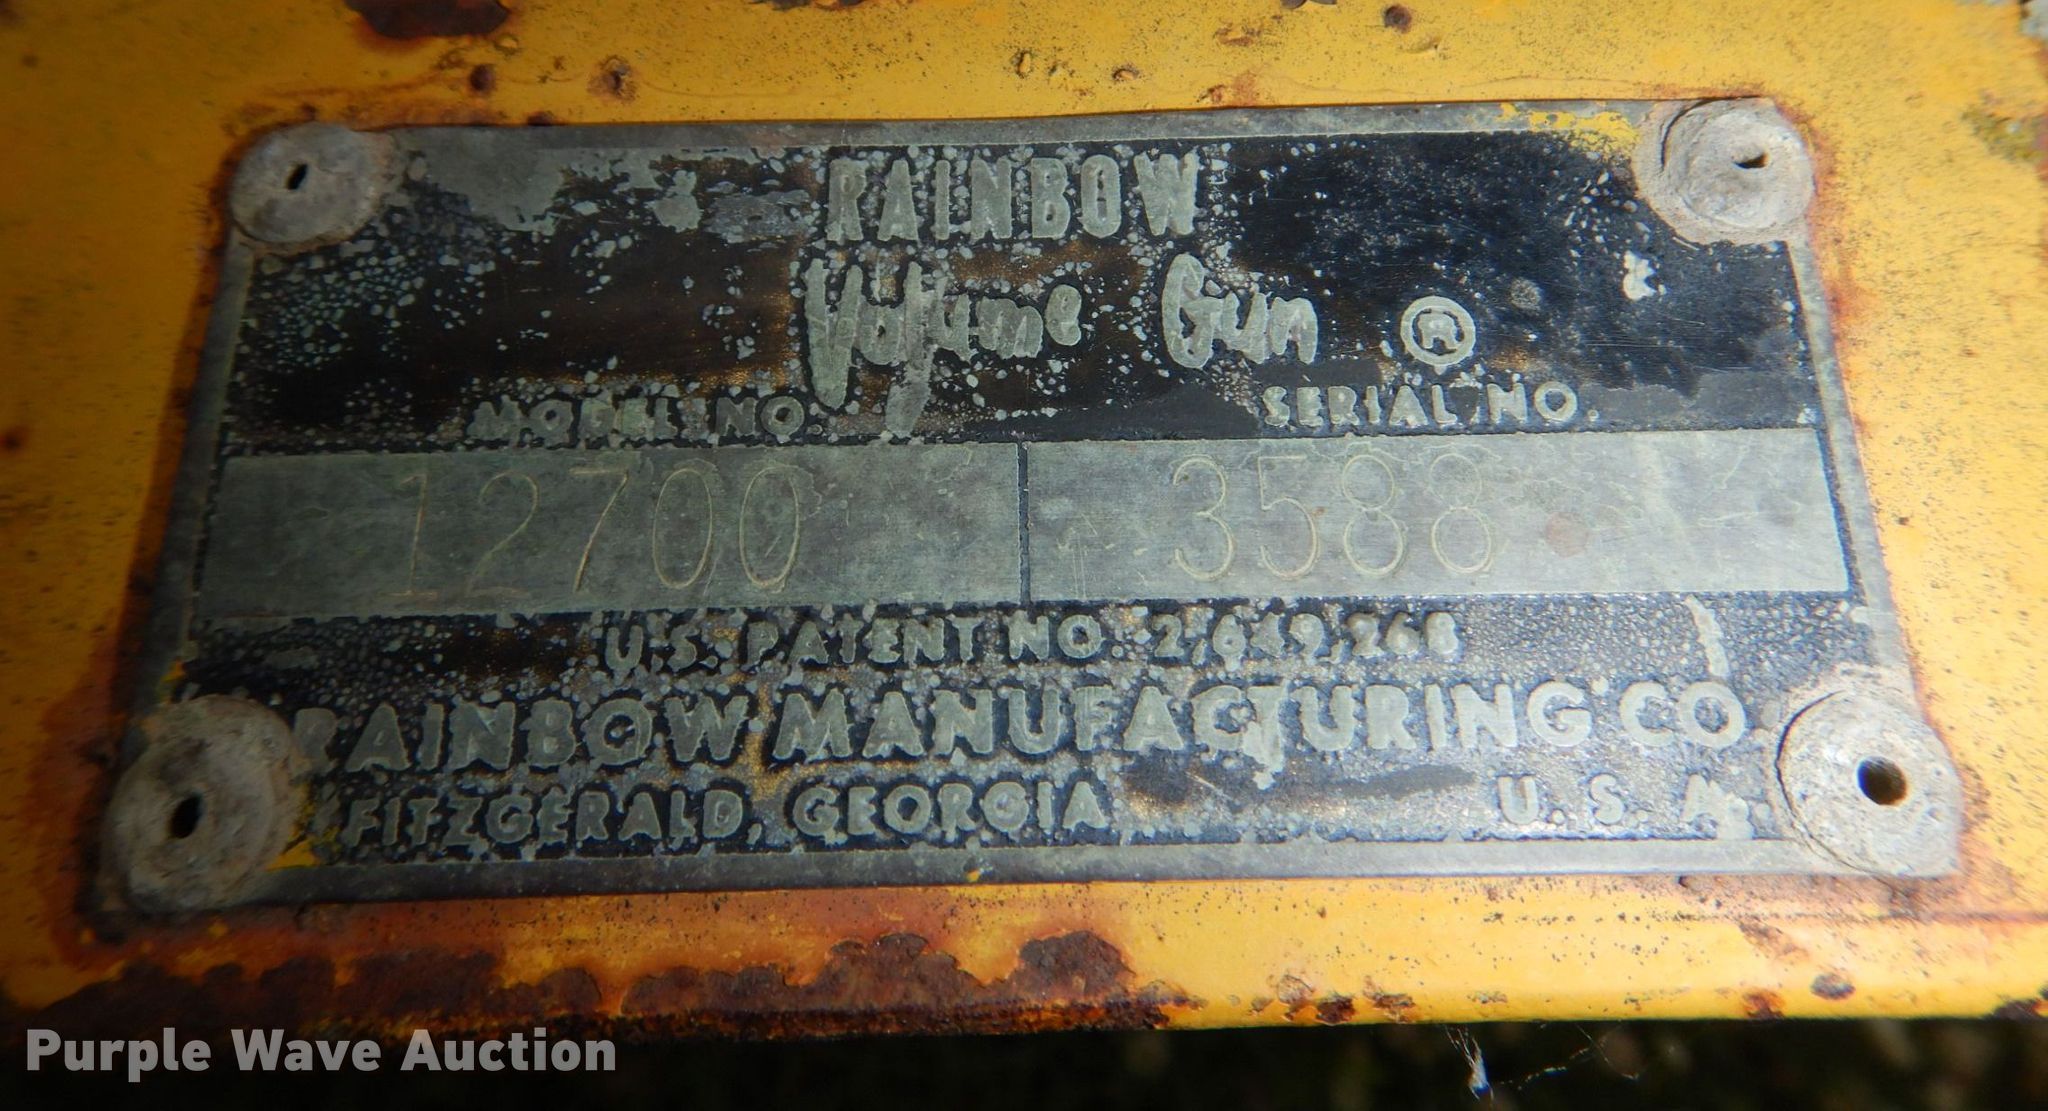 RAINBOW
Volume Gun ®
MODEL NO. SERIAL NO.
12700 3588
U.S. PATENT NO. 2,649,268
RAINBOW MANUFACTURING CO.
FITZGERALD, GEORGIA U. S. A.
Purple Wave Auction